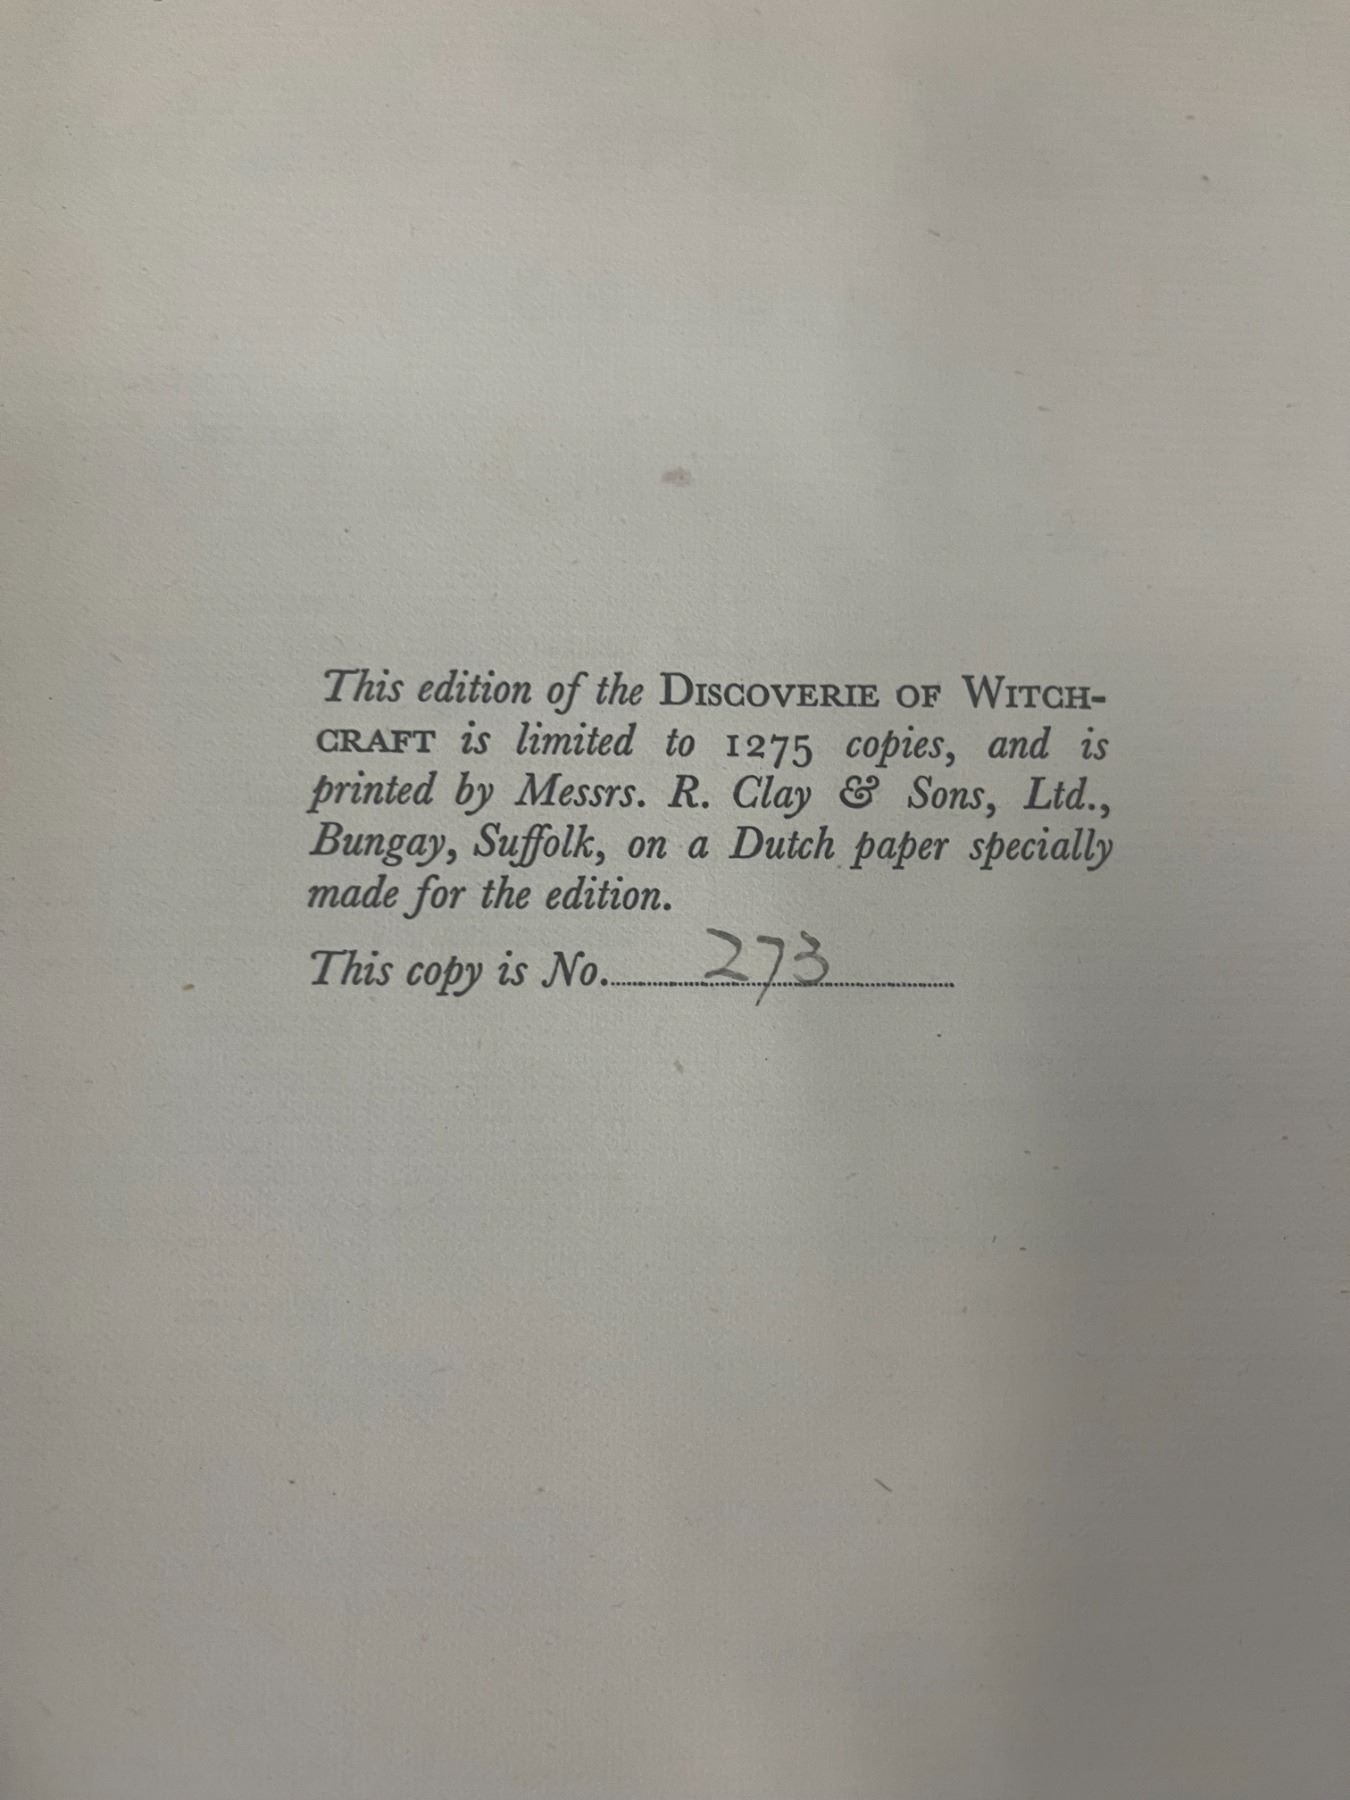 This edition of the DISCOVERIE OF WITCH-
CRAFT is limited to 1275 copies, and is
printed by Messrs. R. Clay & Sons, Ltd.,
Bungay, Suffolk, on a Dutch paper specially
made for the edition.
This copy is No. 273